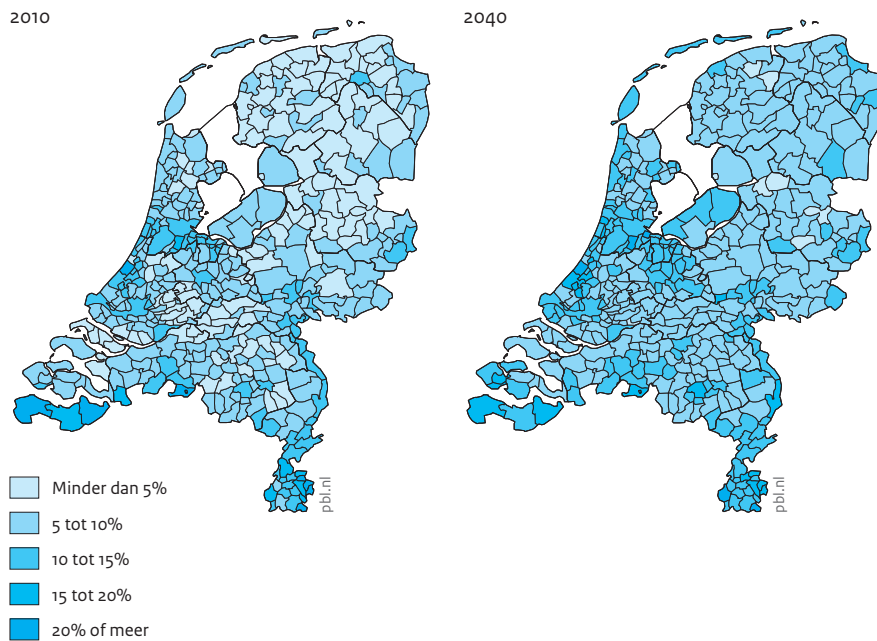 2010
2040
Minder dan 5%
5 tot 10%
10 tot 15%
15 tot 20%
20% of meer
pbl.nl
pbl.nl